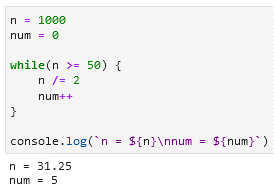 n = 1000
num = 0

while(n >= 50) {
    n /= 2
    num++
}

console.log(`n = ${n}\nnum = ${num}`)
n = 31.25
num = 5